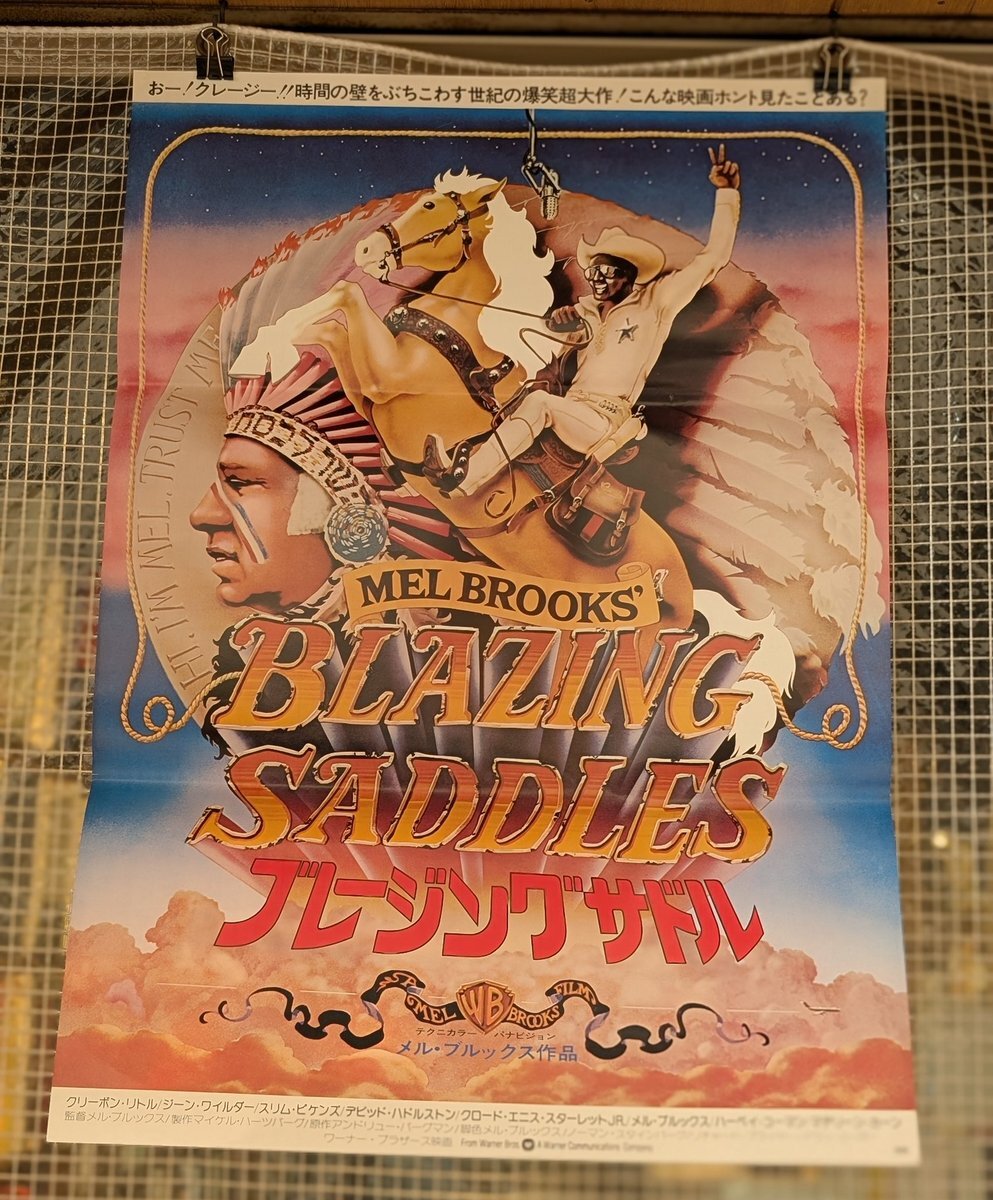 おー!クレージー!!時間の壁をぶちこわす世紀の爆笑超大作!こんな映画ホント見たことある?
HI, I'M MEL. TRUST ME
MEL BROOKS'
BLAZING
SADDLES
ブレージングサドル
A MEL BROOKS FILM
WB
テクニカラー パナビジョン
メル・ブルックス作品
クリーボン・リトル/ジーン・ワイルダー/スリム・ピケンズ/デビッド・ハドルストン/クロード・エニス・スターレットJR/メル・ブルックス/ハーベイ・コーマン
監督メル・ブルックス/製作マイケル・ハーツバーグ/原作アンドリュー・バーグマン/脚色メル・ブルックス/ノーマン・スタインバーグ
ワーナー・ブラザース映画 From Warner Bros A Warner Communications Company